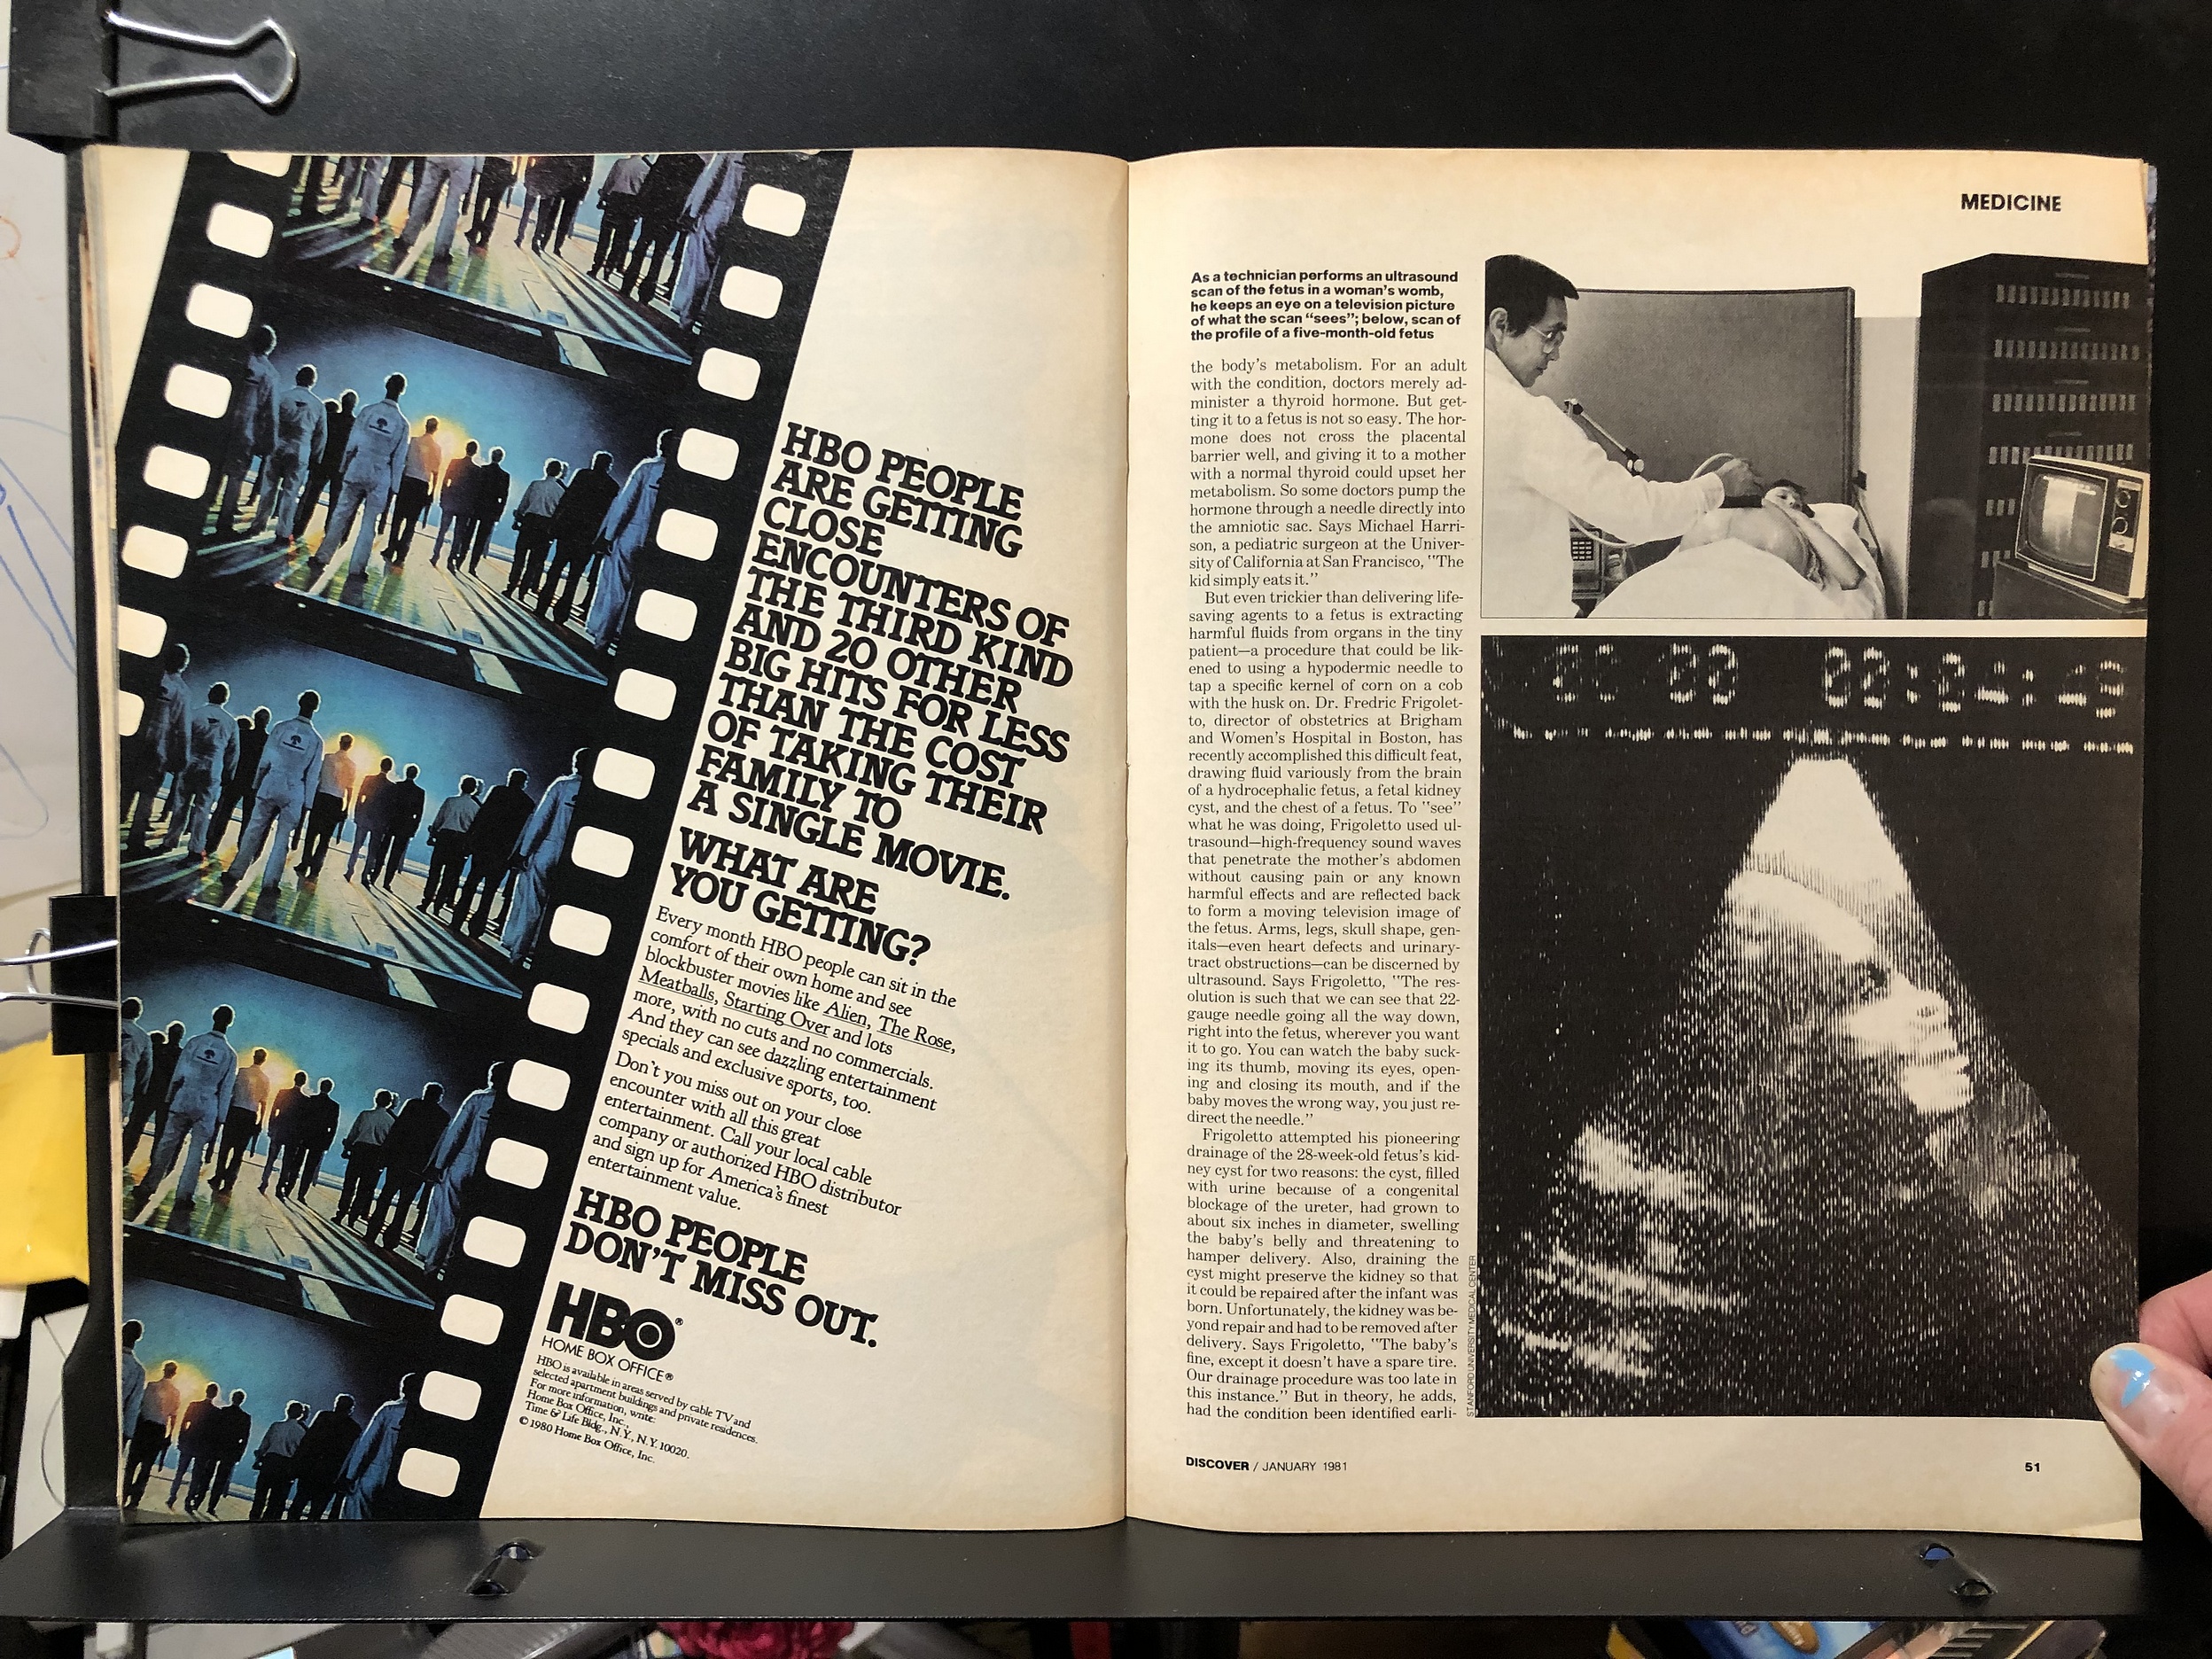 HBO PEOPLE
ARE GETTING
CLOSE
ENCOUNTERS OF
THE THIRD KIND
AND 20 OTHER
BIG HITS FOR LESS
THAN THE COST
OF TAKING THEIR
FAMILY TO
A SINGLE MOVIE.
WHAT ARE
YOU GETTING?
Every month HBO people can sit in the
comfort of their own home and see
blockbuster movies like Alien, The Rose,
Meatballs, Starting Over and lots
more, with no cuts and no commercials.
And they can see dazzling entertainment
specials and exclusive sports, too.
Don't you miss out on your close
encounter with all this great
entertainment. Call your local cable
company or authorized HBO distributor
and sign up for America's finest
entertainment value.
HBO PEOPLE
DON'T MISS OUT.
HBO®
HOME BOX OFFICE®
HBO is available in areas served by cable TV and
selected apartment buildings and private residences.
For more information, write:
Home Box Office, Inc.,
Time & Life Bldg., N.Y., N.Y. 10020.
© 1980 Home Box Office, Inc.
MEDICINE
As a technician performs an ultrasound
scan of the fetus in a woman's womb,
he keeps an eye on a television picture
of what the scan "sees"; below, scan of
the profile of a five-month-old fetus
the body's metabolism. For an adult
with the condition, doctors merely ad-
minister a thyroid hormone. But get-
ting it to a fetus is not so easy. The hor-
mone does not cross the placental
barrier well, and giving it to a mother
with a normal thyroid could upset her
metabolism. So some doctors pump the
hormone through a needle directly into
the amniotic sac. Says Michael Harri-
son, a pediatric surgeon at the Univer-
sity of California at San Francisco, "The
kid simply eats it."
But even trickier than delivering life-
saving agents to a fetus is extracting
harmful fluids from organs in the tiny
patient—a procedure that could be lik-
ened to using a hypodermic needle to
tap a specific kernel of corn on a cob
with the husk on. Dr. Fredric Frigolet-
to, director of obstetrics at Brigham
and Women's Hospital in Boston, has
recently accomplished this difficult feat,
drawing fluid variously from the brain
of a hydrocephalic fetus, a fetal kidney
cyst, and the chest of a fetus. To "see"
what he was doing, Frigoletto used ul-
trasound—high-frequency sound waves
that penetrate the mother's abdomen
without causing pain or any known
harmful effects and are reflected back
to form a moving television image of
the fetus. Arms, legs, skull shape, gen-
itals—even heart defects and urinary-
tract obstructions—can be discerned by
ultrasound. Says Frigoletto, "The res-
olution is such that we can see that 22-
gauge needle going all the way down,
right into the fetus, wherever you want
it to go. You can watch the baby suck-
ing its thumb, moving its eyes, open-
ing and closing its mouth, and if the
baby moves the wrong way, you just re-
direct the needle."
Frigoletto attempted his pioneering
drainage of the 28-week-old fetus's kid-
ney cyst for two reasons: the cyst, filled
with urine because of a congenital
blockage of the ureter, had grown to
about six inches in diameter, swelling
the baby's belly and threatening to
hamper delivery. Also, draining the
cyst might preserve the kidney so that
it could be repaired after the infant was
born. Unfortunately, the kidney was be-
yond repair and had to be removed after
delivery. Says Frigoletto, "The baby's
fine, except it doesn't have a spare tire.
Our drainage procedure was too late in
this instance." But in theory, he adds,
had the condition been identified earli-
STANFORD UNIVERSITY MEDICAL CENTER
DISCOVER / JANUARY 1981
51